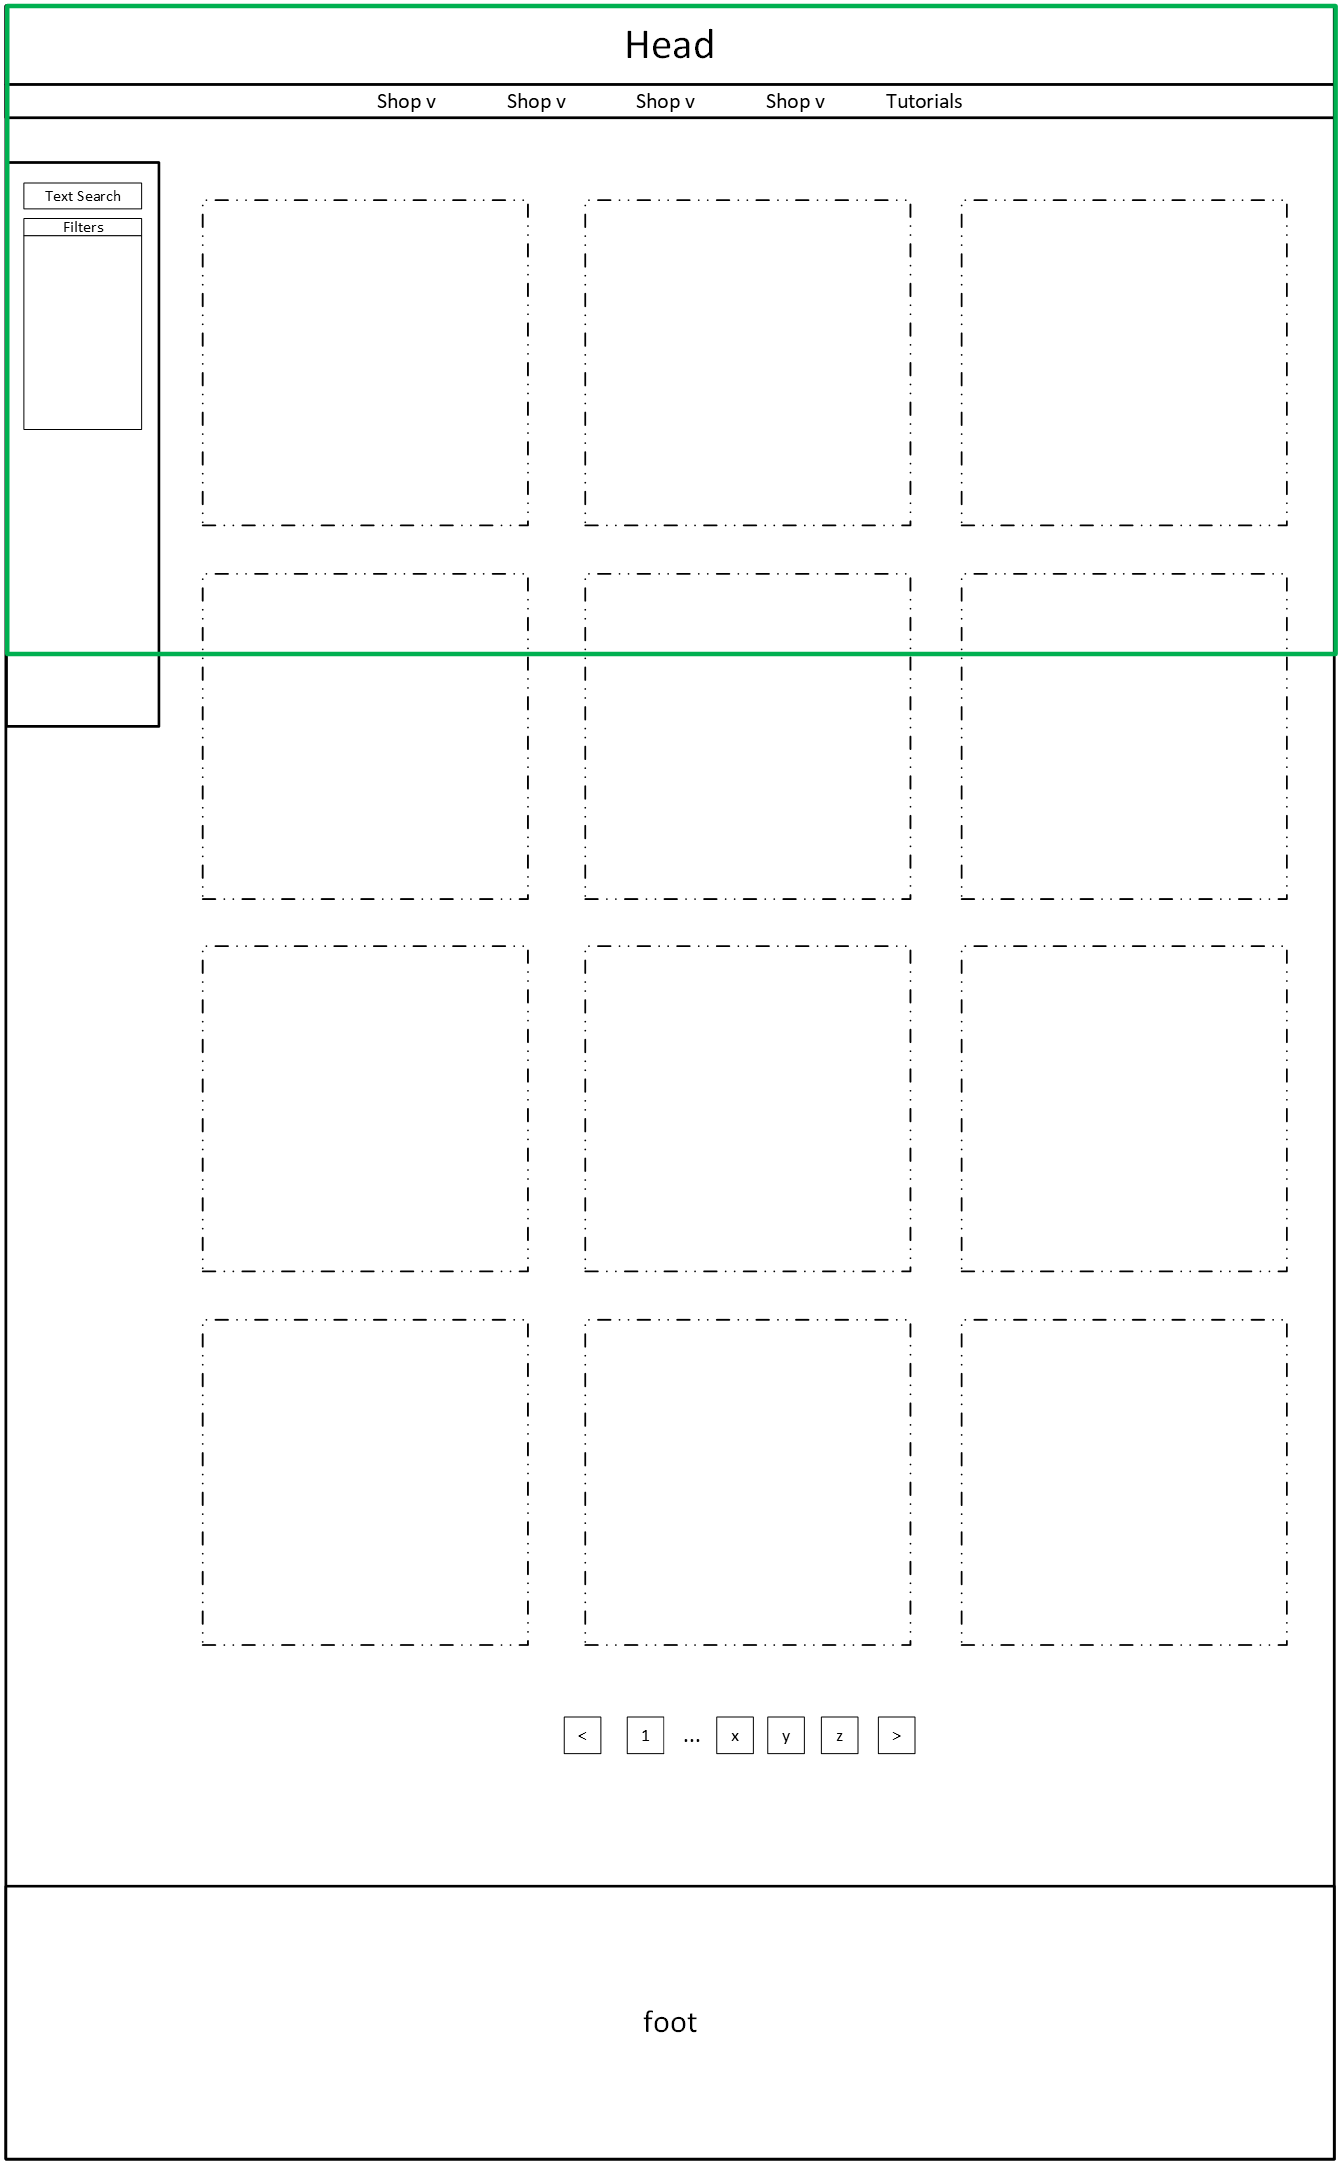 Head
Shop v Shop v Shop v Shop v Tutorials
Text Search
Filters
< 1 ... x y z >
foot